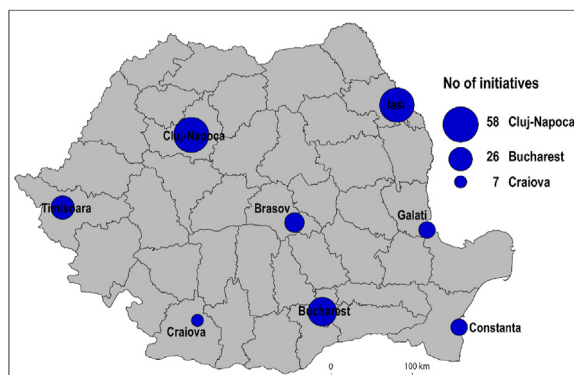 No of initiatives
58 Cluj-Napoca
26 Bucharest
7 Craiova
Iasi
Cluj-Napoca
Timisoara
Brasov
Galati
Bucharest
Craiova
Constanta
0 100 km